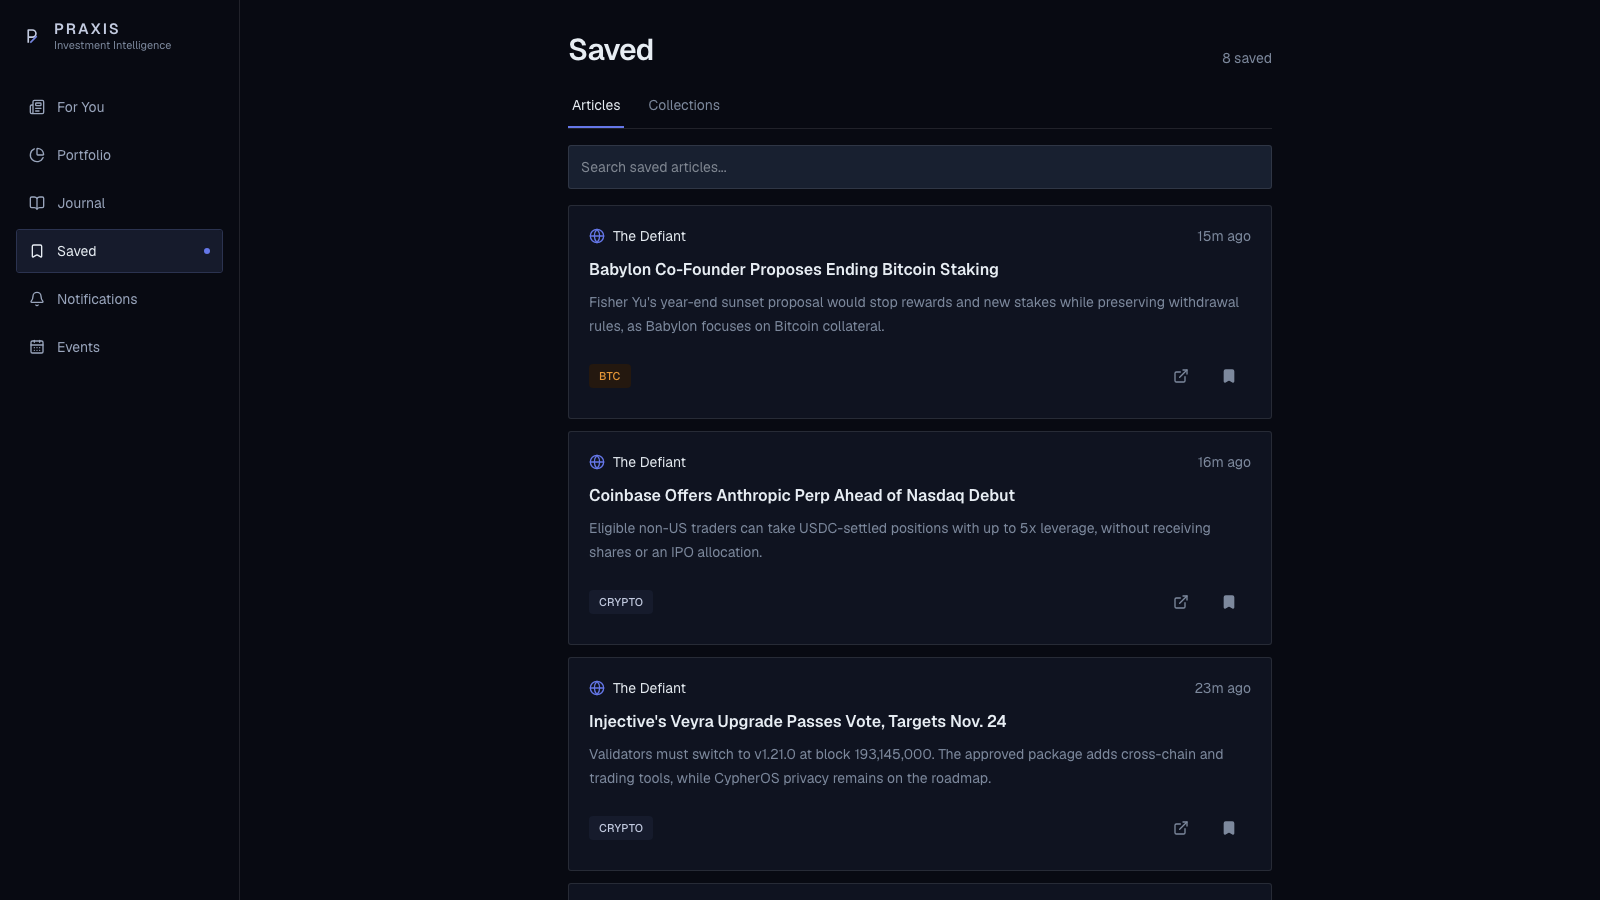 PRAXIS
Investment Intelligence
For You
Portfolio
Journal
Saved
Notifications
Events
Saved
8 saved
Articles
Collections
Search saved articles...
The Defiant
15m ago
Babylon Co-Founder Proposes Ending Bitcoin Staking
Fisher Yu's year-end sunset proposal would stop rewards and new stakes while preserving withdrawal
rules, as Babylon focuses on Bitcoin collateral.
BTC
The Defiant
16m ago
Coinbase Offers Anthropic Perp Ahead of Nasdaq Debut
Eligible non-US traders can take USDC-settled positions with up to 5x leverage, without receiving
shares or an IPO allocation.
CRYPTO
The Defiant
23m ago
Injective's Veyra Upgrade Passes Vote, Targets Nov. 24
Validators must switch to v1.21.0 at block 193,145,000. The approved package adds cross-chain and
trading tools, while CypherOS privacy remains on the roadmap.
CRYPTO